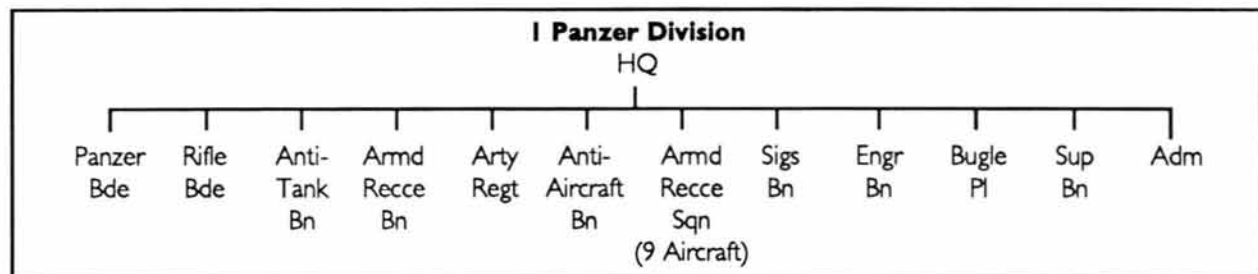 1 Panzer Division
HQ
Panzer Bde
Rifle Bde
Anti-Tank Bn
Armd Recce Bn
Arty Regt
Anti-Aircraft Bn
Armd Recce Sqn (9 Aircraft)
Sigs Bn
Engr Bn
Bugle Pl
Sup Bn
Adm